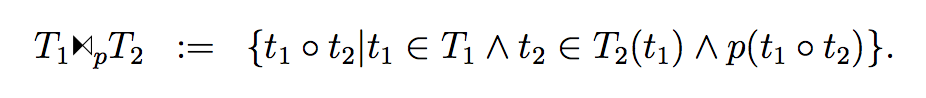 T₁⧑ₚT₂ := {t₁ ∘ t₂|t₁ ∈ T₁ ∧ t₂ ∈ T₂(t₁) ∧ p(t₁ ∘ t₂)}.